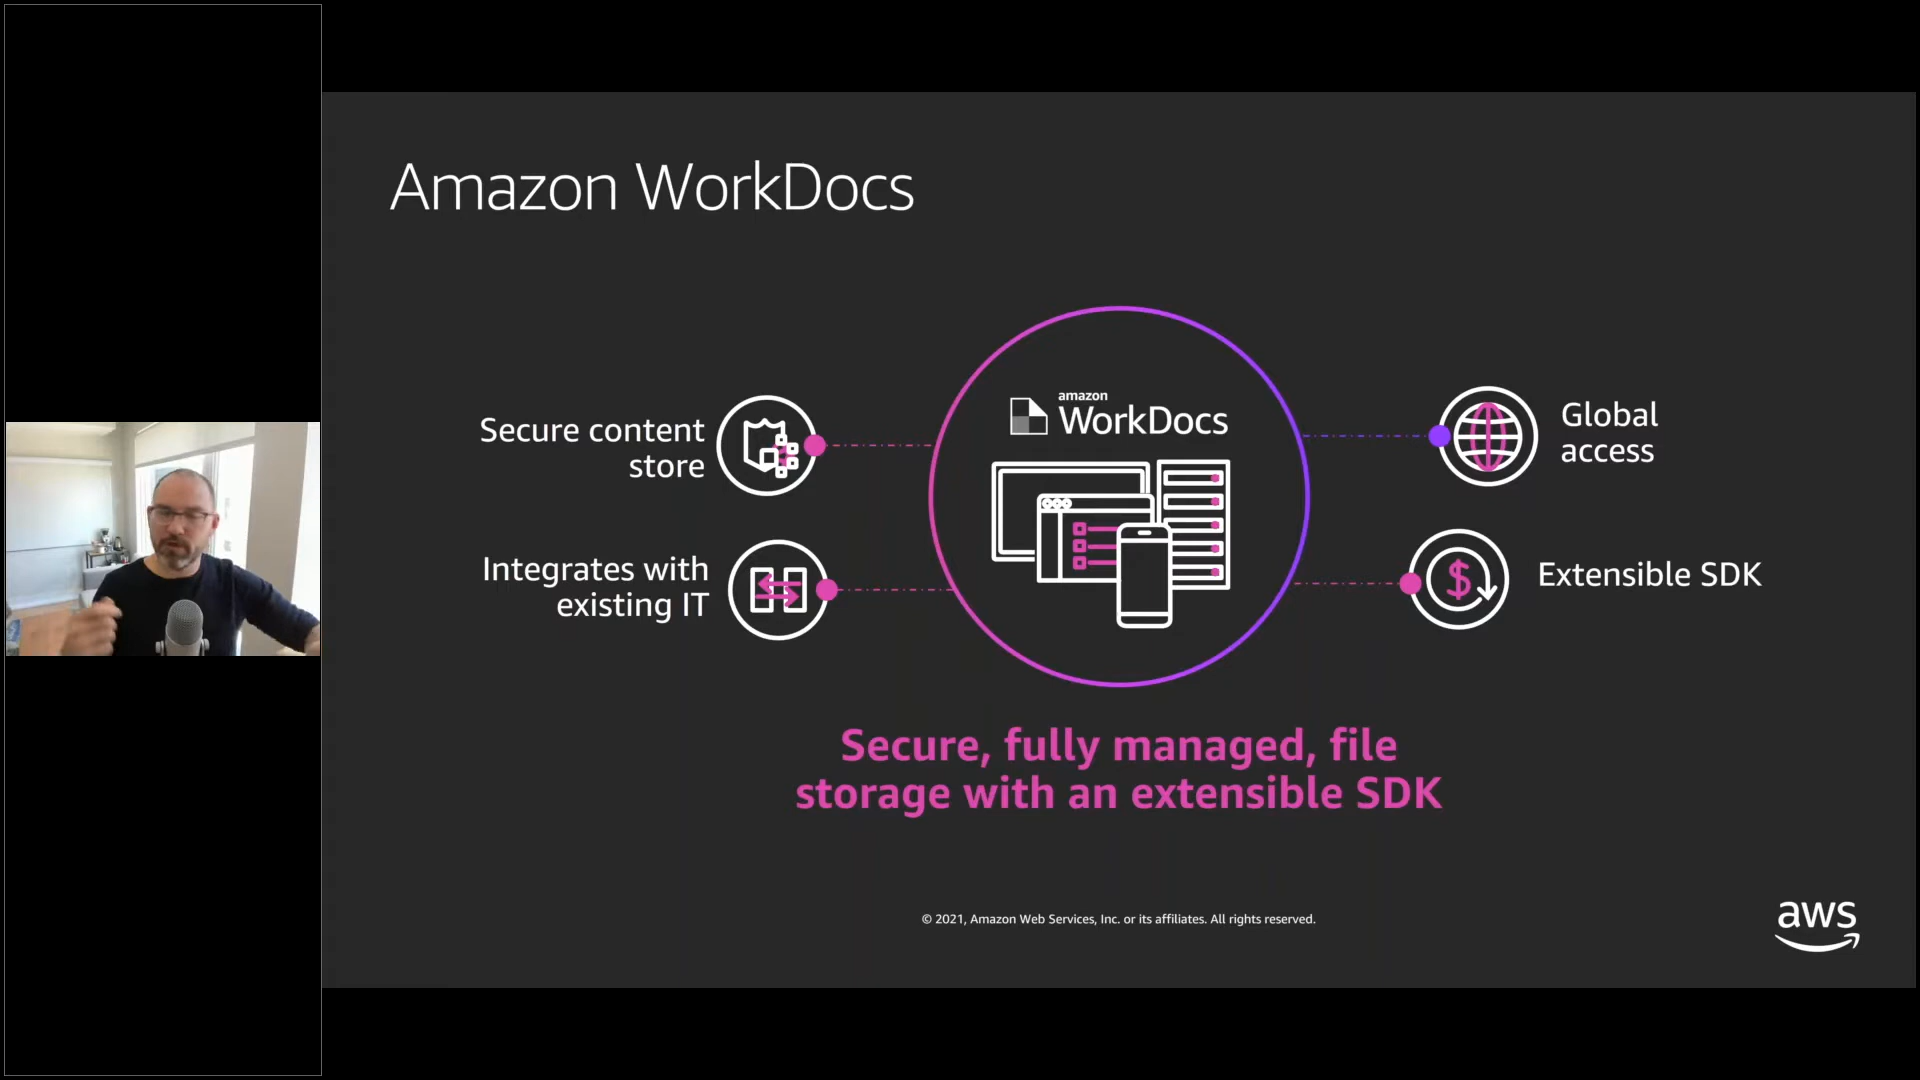 Amazon WorkDocs
Secure content
store
Integrates with
existing IT
amazon
WorkDocs
$
Global
access
Extensible SDK
Secure, fully managed, file
storage with an extensible SDK
© 2021, Amazon Web Services, Inc. or its affiliates. All rights reserved.
aws